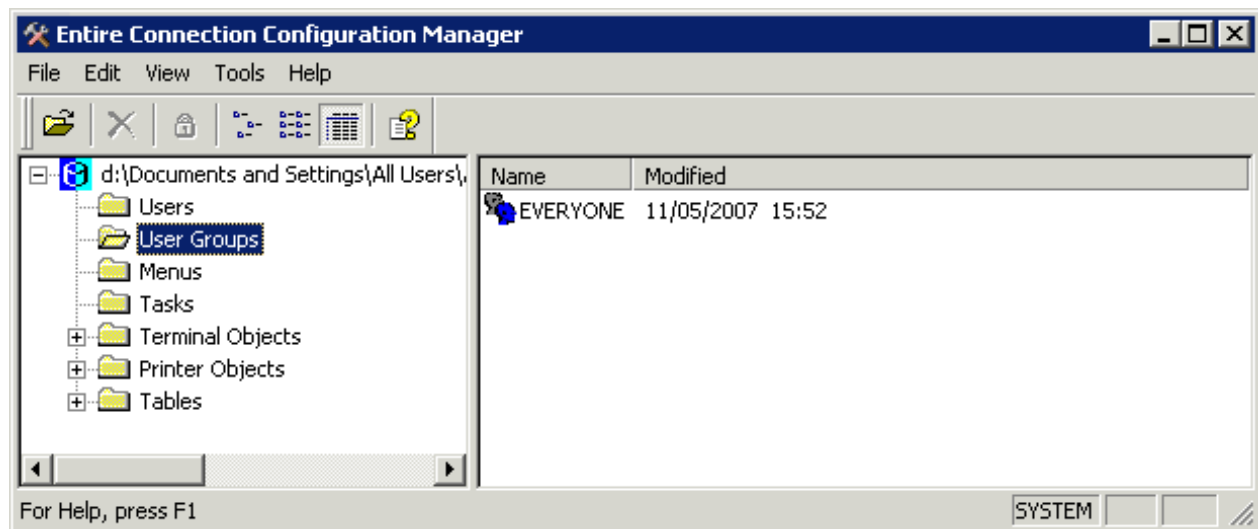 Entire Connection Configuration Manager
File Edit View Tools Help
d:\Documents and Settings\All Users\
Users
User Groups
Menus
Tasks
Terminal Objects
Printer Objects
Tables
Name Modified
EVERYONE 11/05/2007 15:52
For Help, press F1
SYSTEM